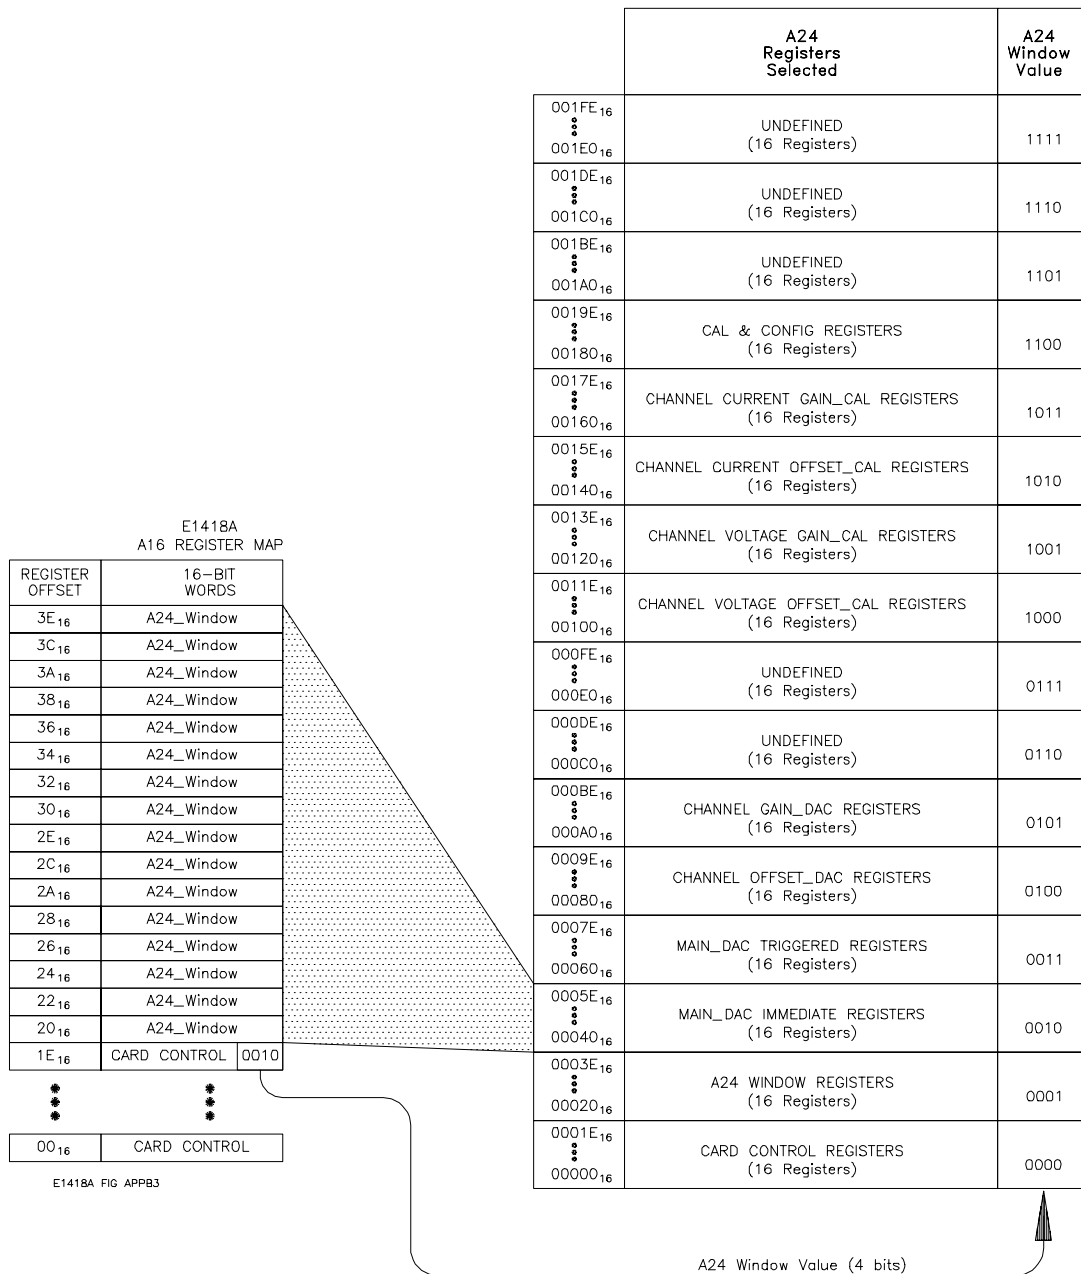 A24
Registers
Selected
A24
Window
Value
001FE16
001E016
UNDEFINED
(16 Registers)
1111
001DE16
001C016
UNDEFINED
(16 Registers)
1110
001BE16
001A016
UNDEFINED
(16 Registers)
1101
0019E16
0018016
CAL & CONFIG REGISTERS
(16 Registers)
1100
0017E16
0016016
CHANNEL CURRENT GAIN_CAL REGISTERS
(16 Registers)
1011
0015E16
0014016
CHANNEL CURRENT OFFSET_CAL REGISTERS
(16 Registers)
1010
0013E16
0012016
CHANNEL VOLTAGE GAIN_CAL REGISTERS
(16 Registers)
1001
0011E16
0010016
CHANNEL VOLTAGE OFFSET_CAL REGISTERS
(16 Registers)
1000
000FE16
000E016
UNDEFINED
(16 Registers)
0111
000DE16
000C016
UNDEFINED
(16 Registers)
0110
000BE16
000A016
CHANNEL GAIN_DAC REGISTERS
(16 Registers)
0101
0009E16
0008016
CHANNEL OFFSET_DAC REGISTERS
(16 Registers)
0100
0007E16
0006016
MAIN_DAC TRIGGERED REGISTERS
(16 Registers)
0011
0005E16
0004016
MAIN_DAC IMMEDIATE REGISTERS
(16 Registers)
0010
0003E16
0002016
A24 WINDOW REGISTERS
(16 Registers)
0001
0001E16
0000016
CARD CONTROL REGISTERS
(16 Registers)
0000
E1418A
A16 REGISTER MAP
REGISTER
OFFSET
16-BIT
WORDS
3E16 A24_Window
3C16 A24_Window
3A16 A24_Window
3816 A24_Window
3616 A24_Window
3416 A24_Window
3216 A24_Window
3016 A24_Window
2E16 A24_Window
2C16 A24_Window
2A16 A24_Window
2816 A24_Window
2616 A24_Window
2416 A24_Window
2216 A24_Window
2016 A24_Window
1E16 CARD CONTROL 0010
0016 CARD CONTROL
E1418A FIG APPB3
A24 Window Value (4 bits)